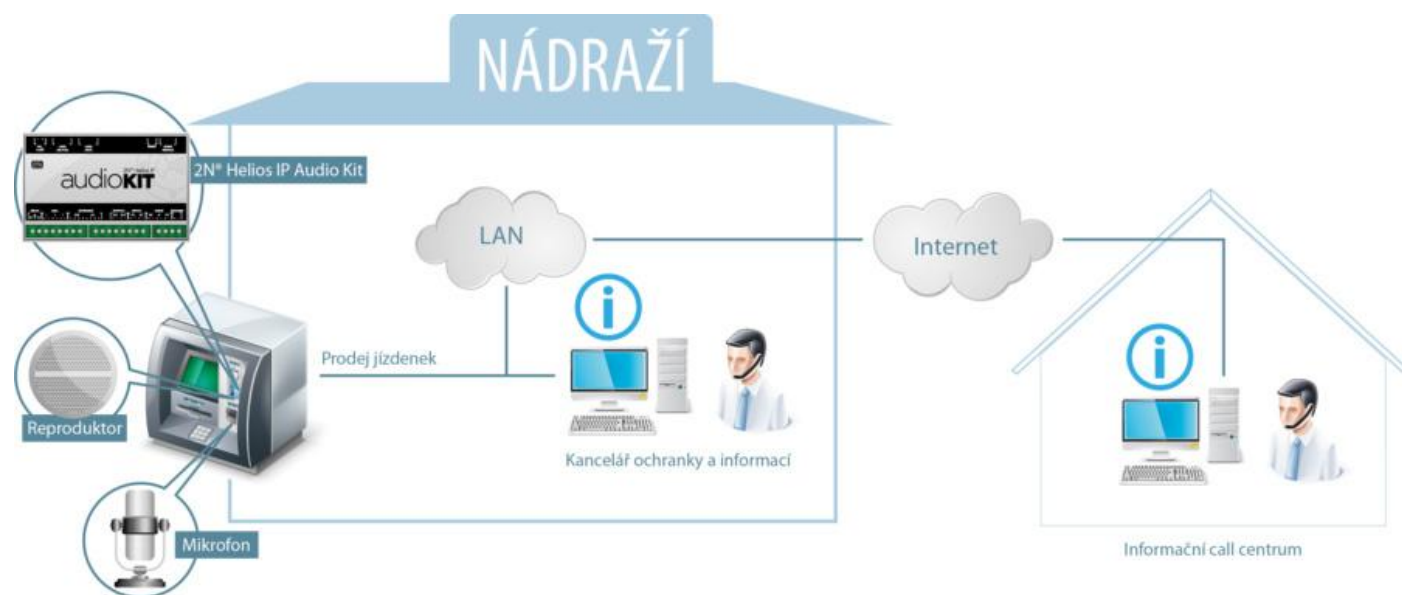 NÁDRAŽÍ
audioKIT
2N® Helios IP Audio Kit
LAN
Internet
Prodej jízdenek
Reproduktor
Kancelář ochranky a informací
Mikrofon
Informační call centrum